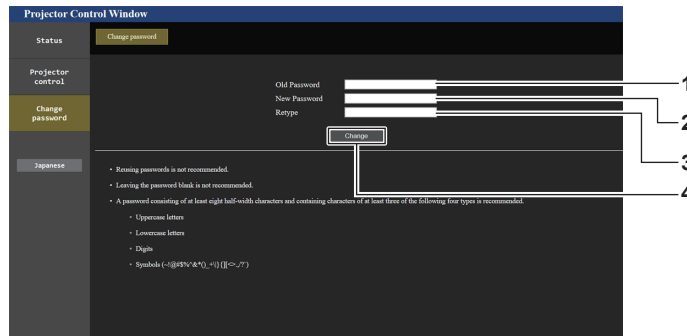 Projector Control Window
Status
Change password
Projector
control
Change
password
Japanese
Old Password
New Password
Retype
Change
1
2
3
4
• Reusing passwords is not recommended.
• Leaving the password blank is not recommended.
• A password consisting of at least eight half-width characters and containing characters of at least three of the following four types is recommended.
• Uppercase letters
• Lowercase letters
• Digits
• Symbols